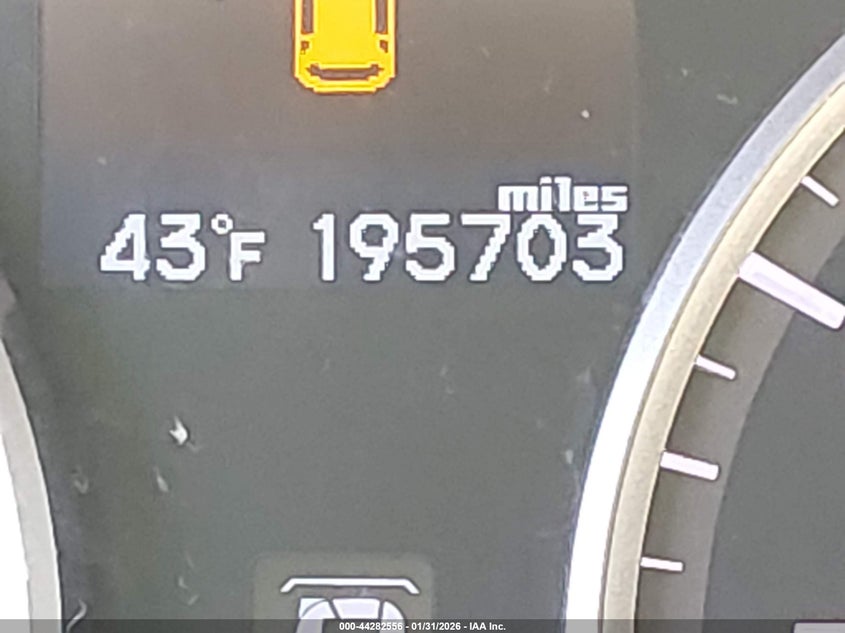 miles
43°F 195703
000-44282556 - 01/31/2026 - IAA Inc.